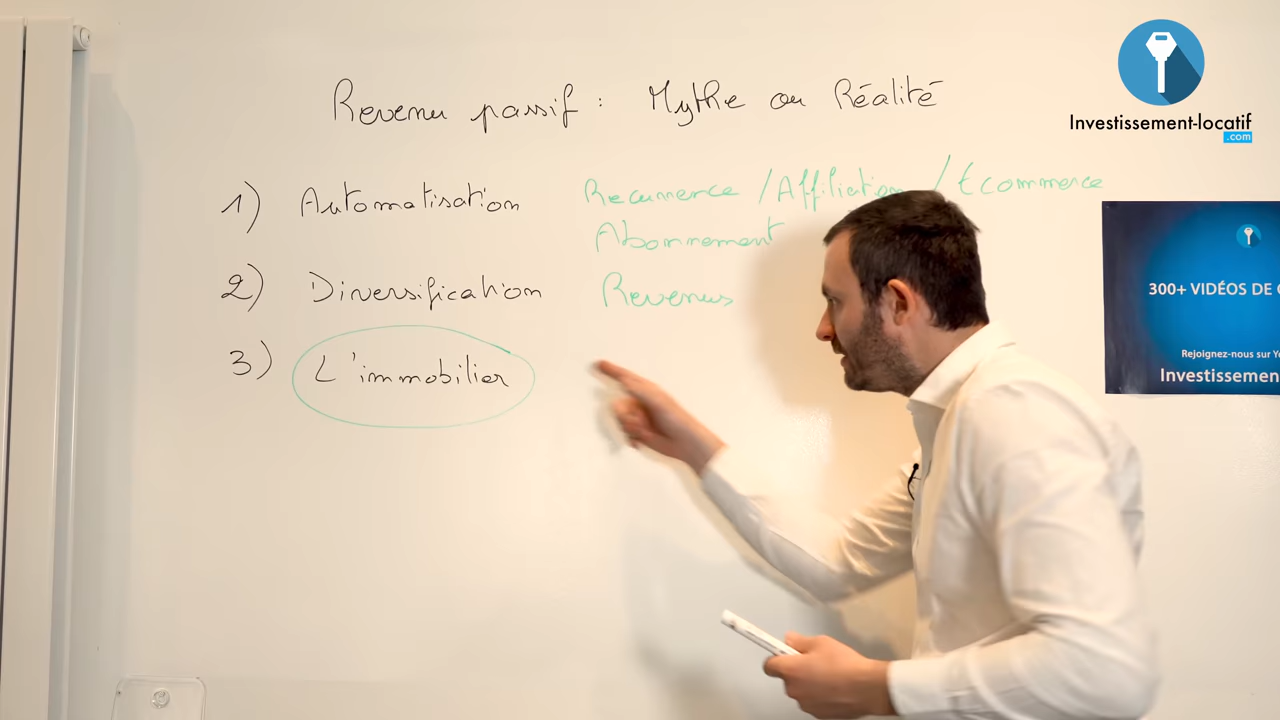 Revenu passif : Mythe ou Réalité
1) Automatisation Recurrence / Affiliation / Ecommerce
Abonnement
2) Diversification Revenus
3) L'immobilier
Investissement-locatif
.com
300+ VIDÉOS DE
Rejoignez-nous sur
Investissemen